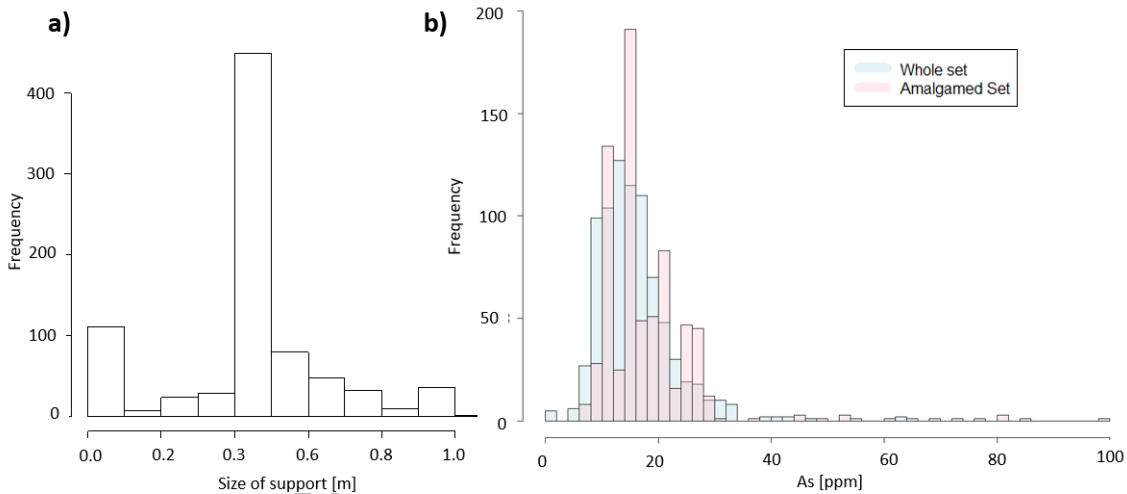 a)
400
300
200
100
0
Frequency
0.0 0.2 0.3 0.6 0.8 1.0
Size of support [m]
b)
200
150
100
50
0
Frequency
Whole set
Amalgamed Set
0 20 40 60 80 100
As [ppm]